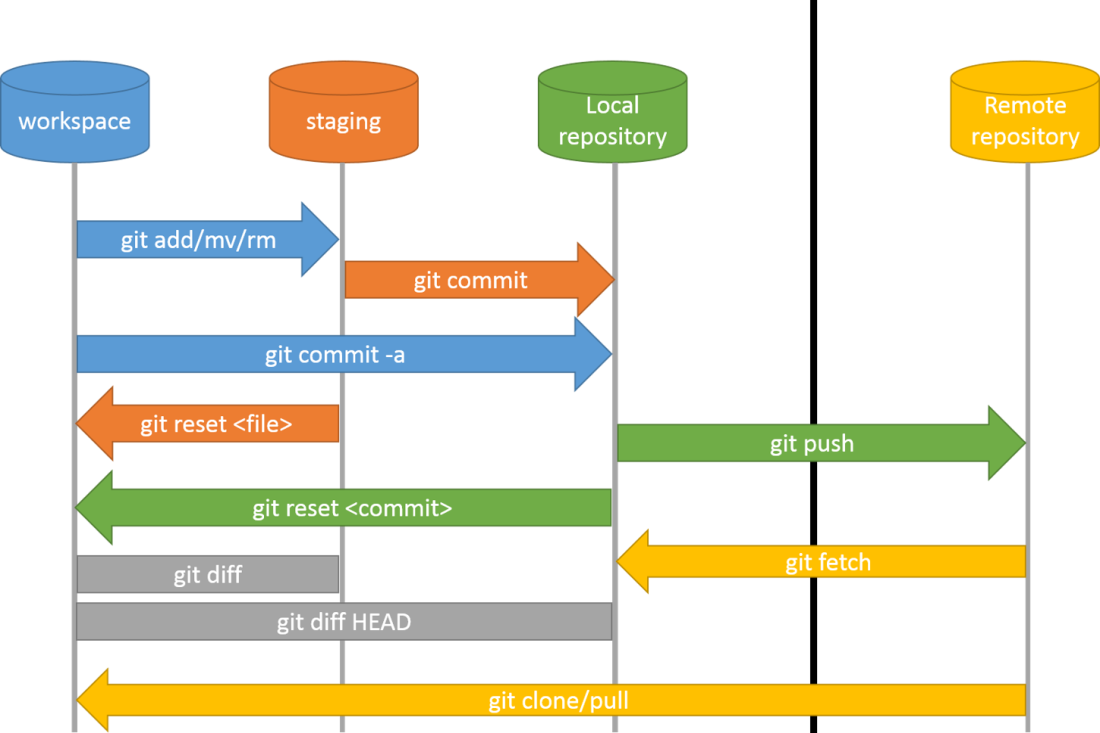 workspace
staging
Local
repository
Remote
repository
git add/mv/rm
git commit
git commit -a
git reset <file>
git push
git reset <commit>
git fetch
git diff
git diff HEAD
git clone/pull